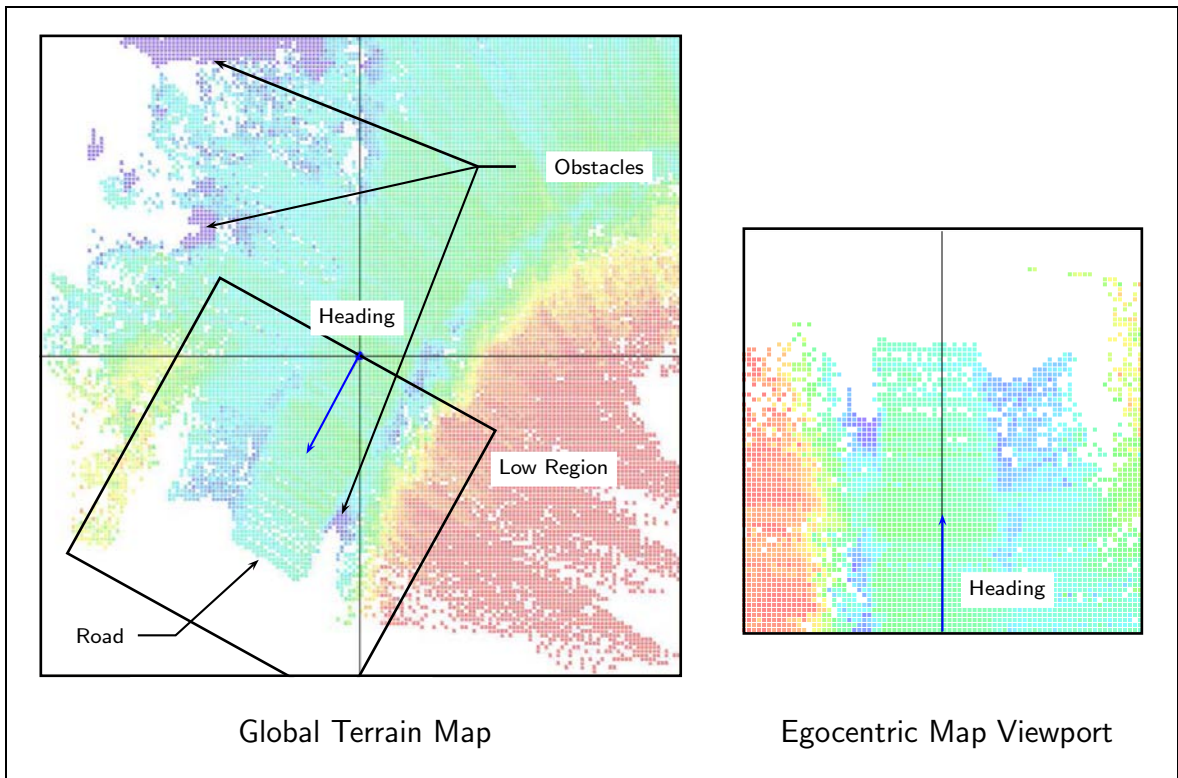 Obstacles
Heading
Low Region
Road
Heading
Global Terrain Map
Egocentric Map Viewport